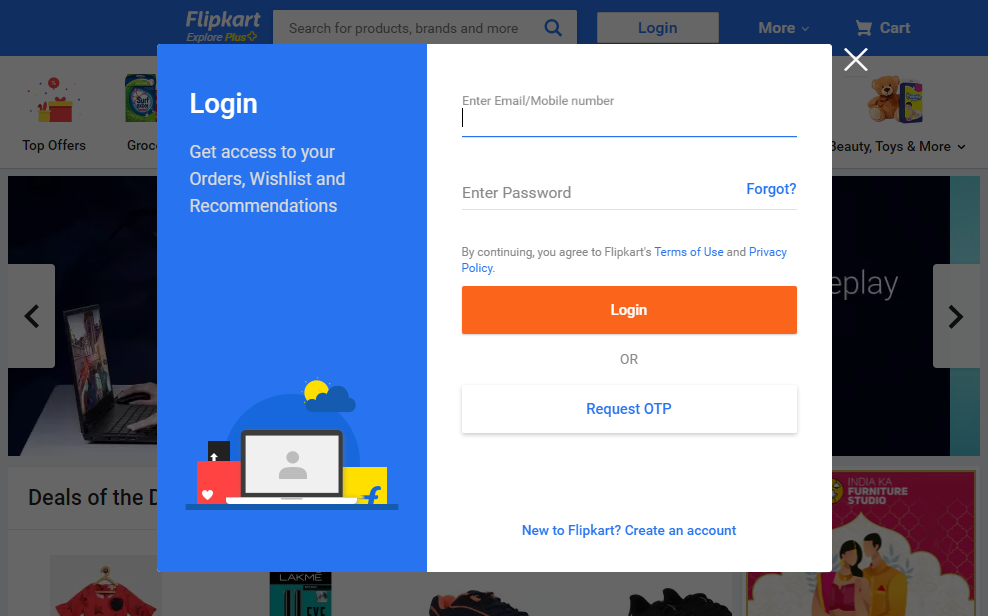 Flipkart
Explore Plus
Search for products, brands and more
Login
More
Cart
Top Offers
Beauty, Toys & More
Login
Get access to your
Orders, Wishlist and
Recommendations
Enter Email/Mobile number
Enter Password
Forgot?
By continuing, you agree to Flipkart's Terms of Use and Privacy
Policy.
Login
OR
Request OTP
New to Flipkart? Create an account
Surf
eplay
Deals of the D
INDIA KA
FURNITURE
STUDIO
LAKMÉ
EYE